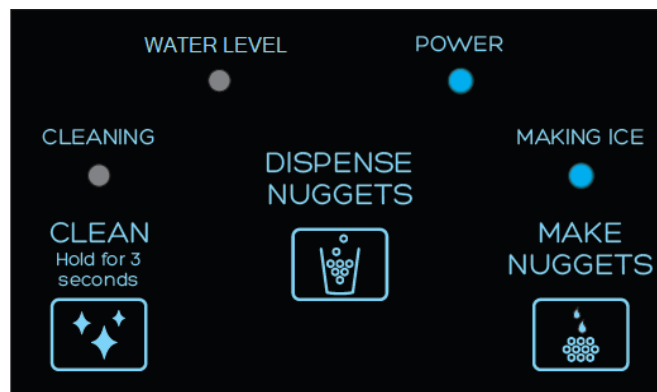 WATER LEVEL
POWER
CLEANING
MAKING ICE
DISPENSE
NUGGETS
CLEAN
Hold for 3
seconds
MAKE
NUGGETS